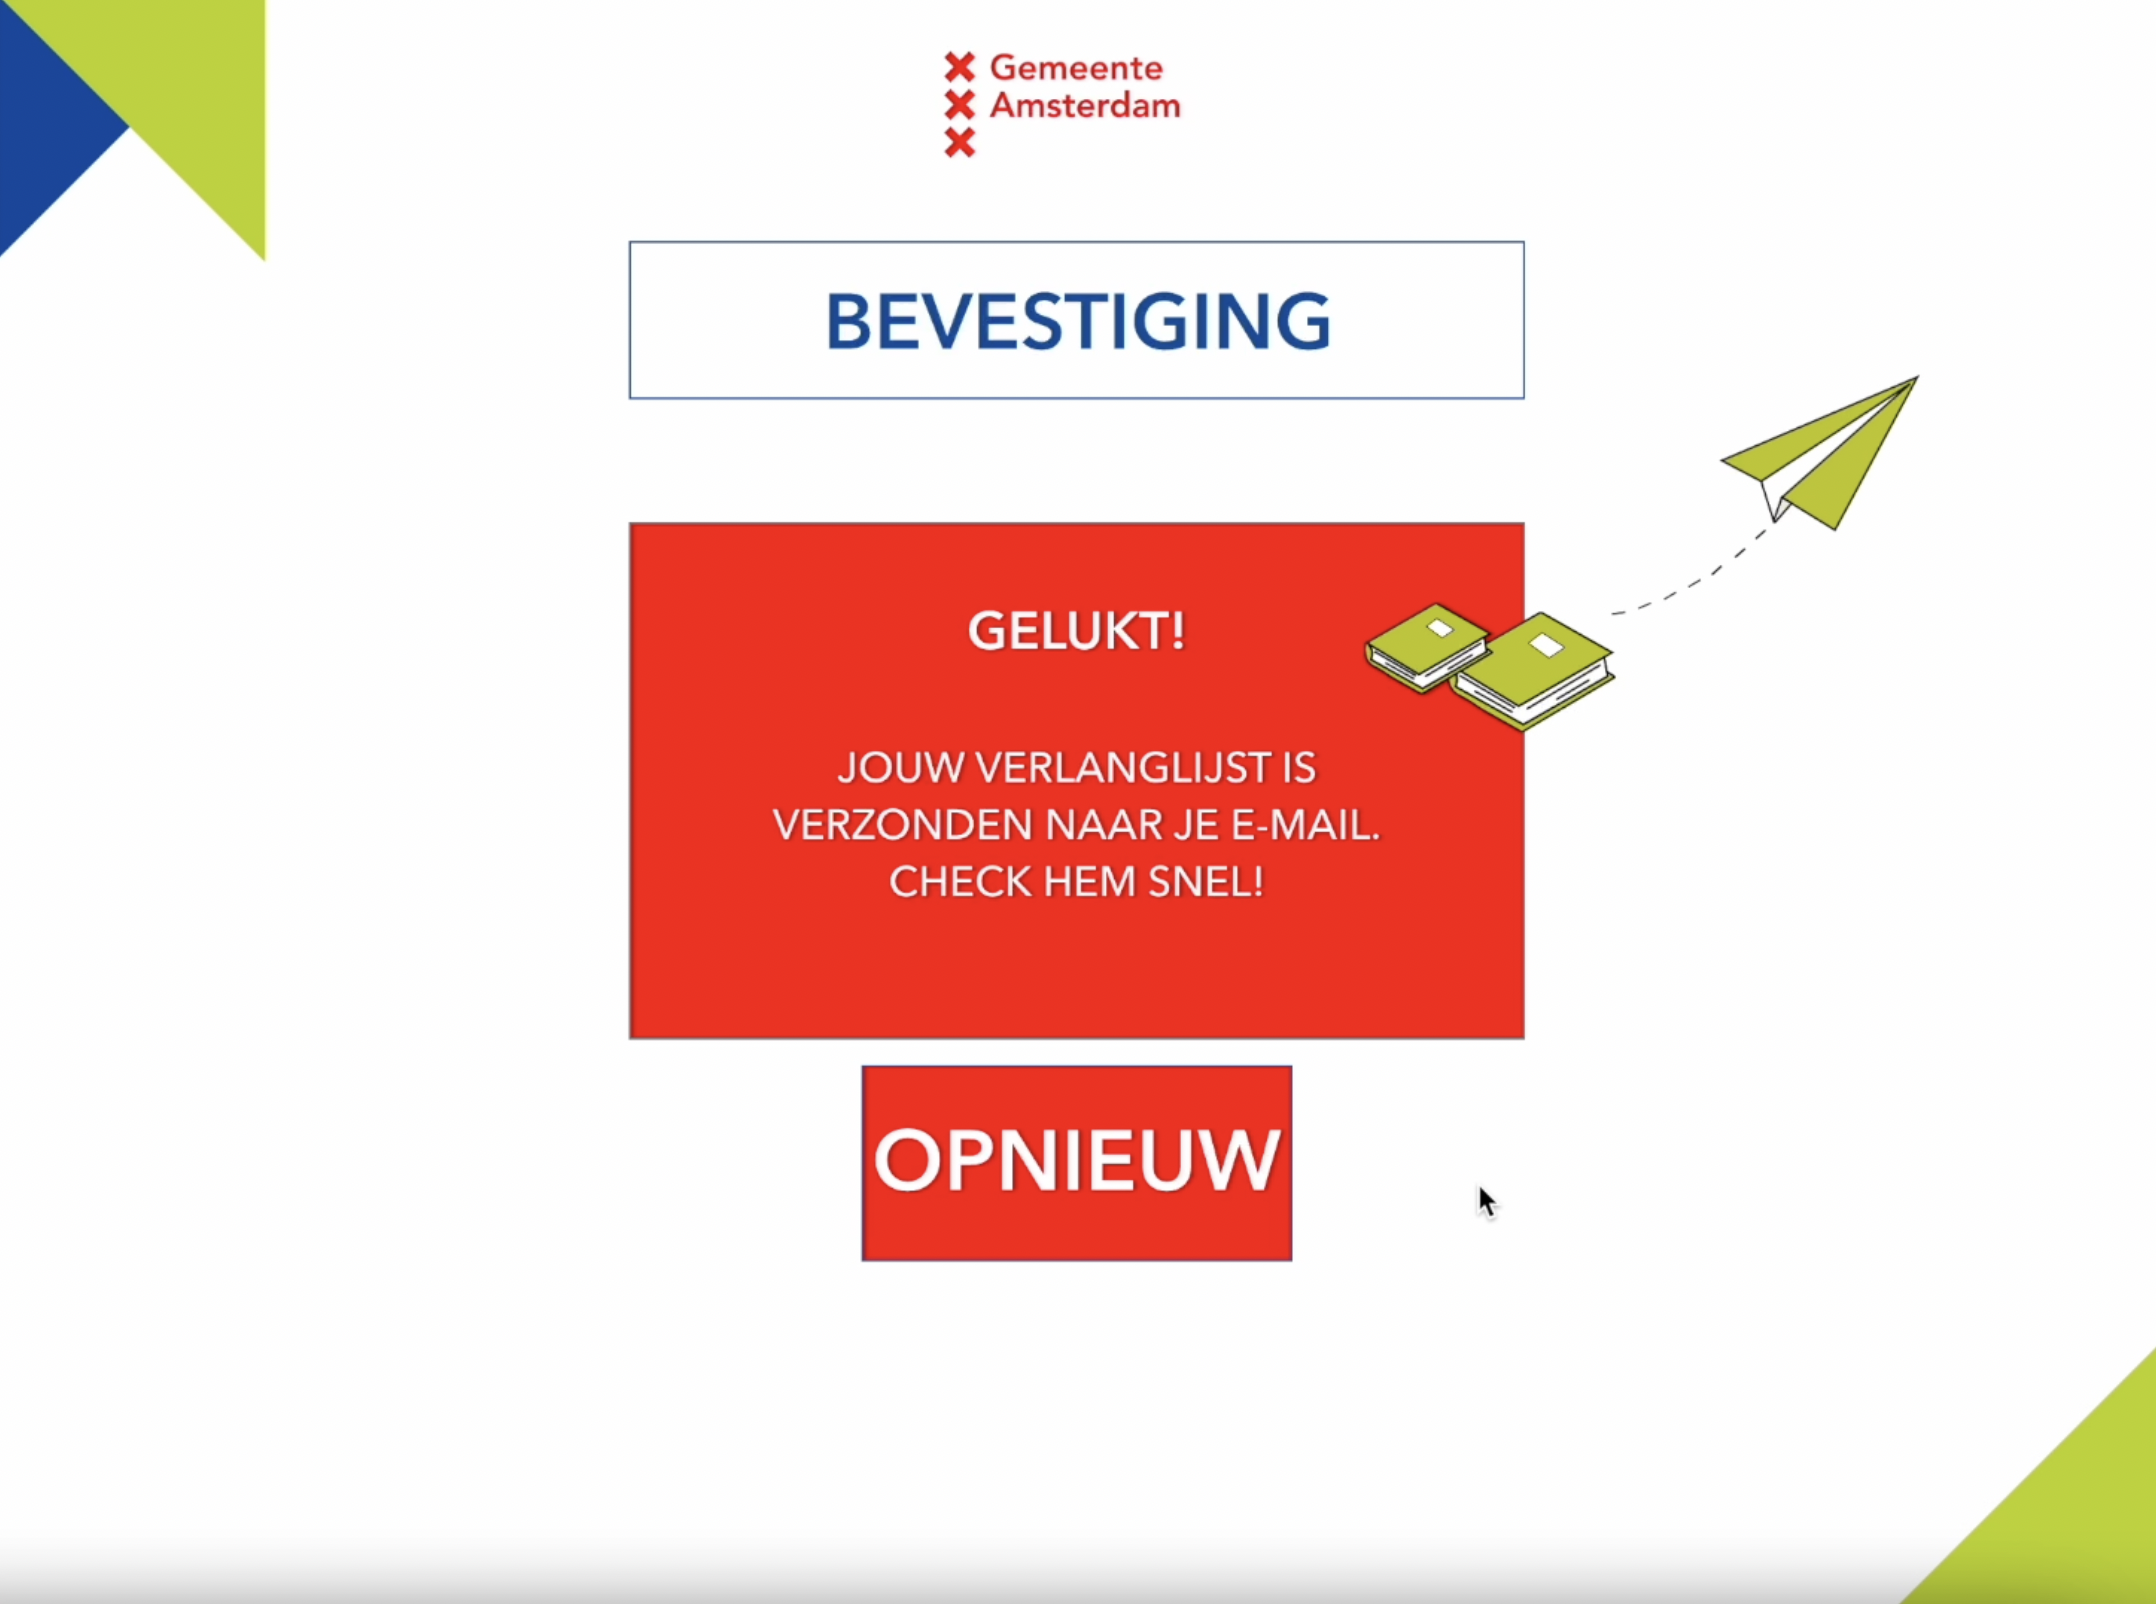 Gemeente
Amsterdam
BEVESTIGING
GELUKT!
JOUW VERLANGLIJST IS
VERZONDEN NAAR JE E-MAIL.
CHECK HEM SNEL!
OPNIEUW